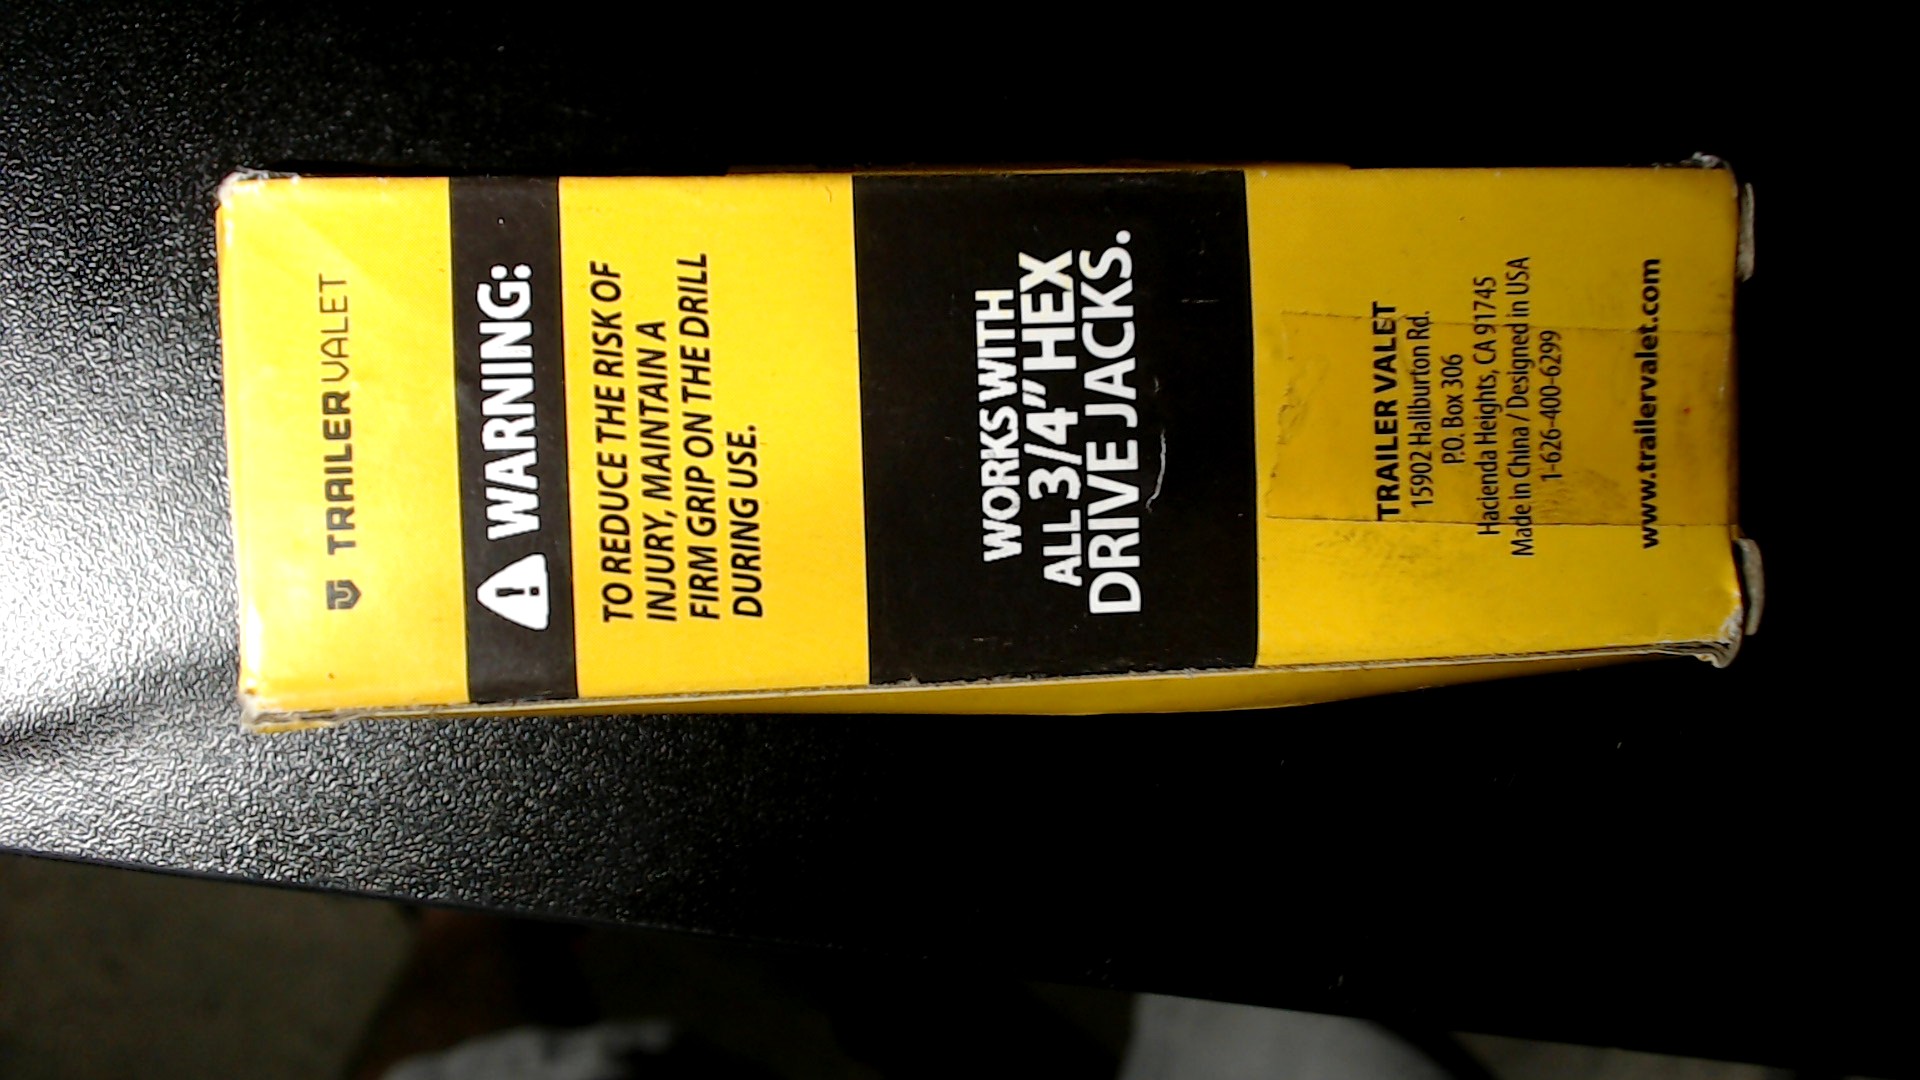 TRAILER VALET
WARNING:
TO REDUCE THE RISK OF
INJURY, MAINTAIN A
FIRM GRIP ON THE DRILL
DURING USE.
WORKS WITH
ALL 3/4" HEX
DRIVE JACKS.
TRAILER VALET
15902 Haliburton Rd.
P.O. Box 306
Hacienda Heights, CA 91745
Made in China / Designed in USA
1-626-400-6299
www.trailervalet.com